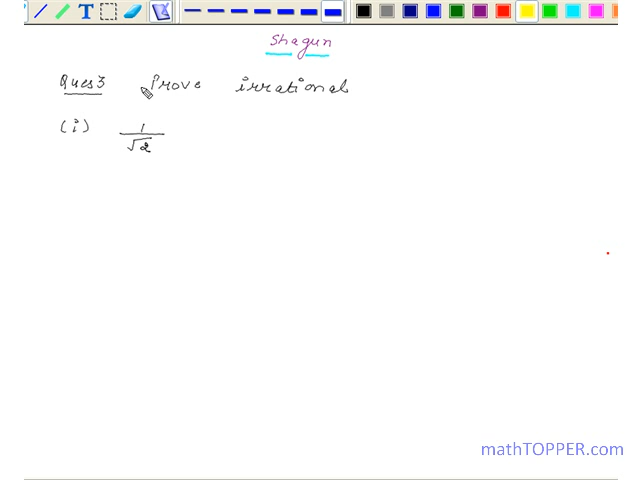 T
Shagun
Ques 3 Prove irrational
(i) 1/√2
mathTOPPER.com